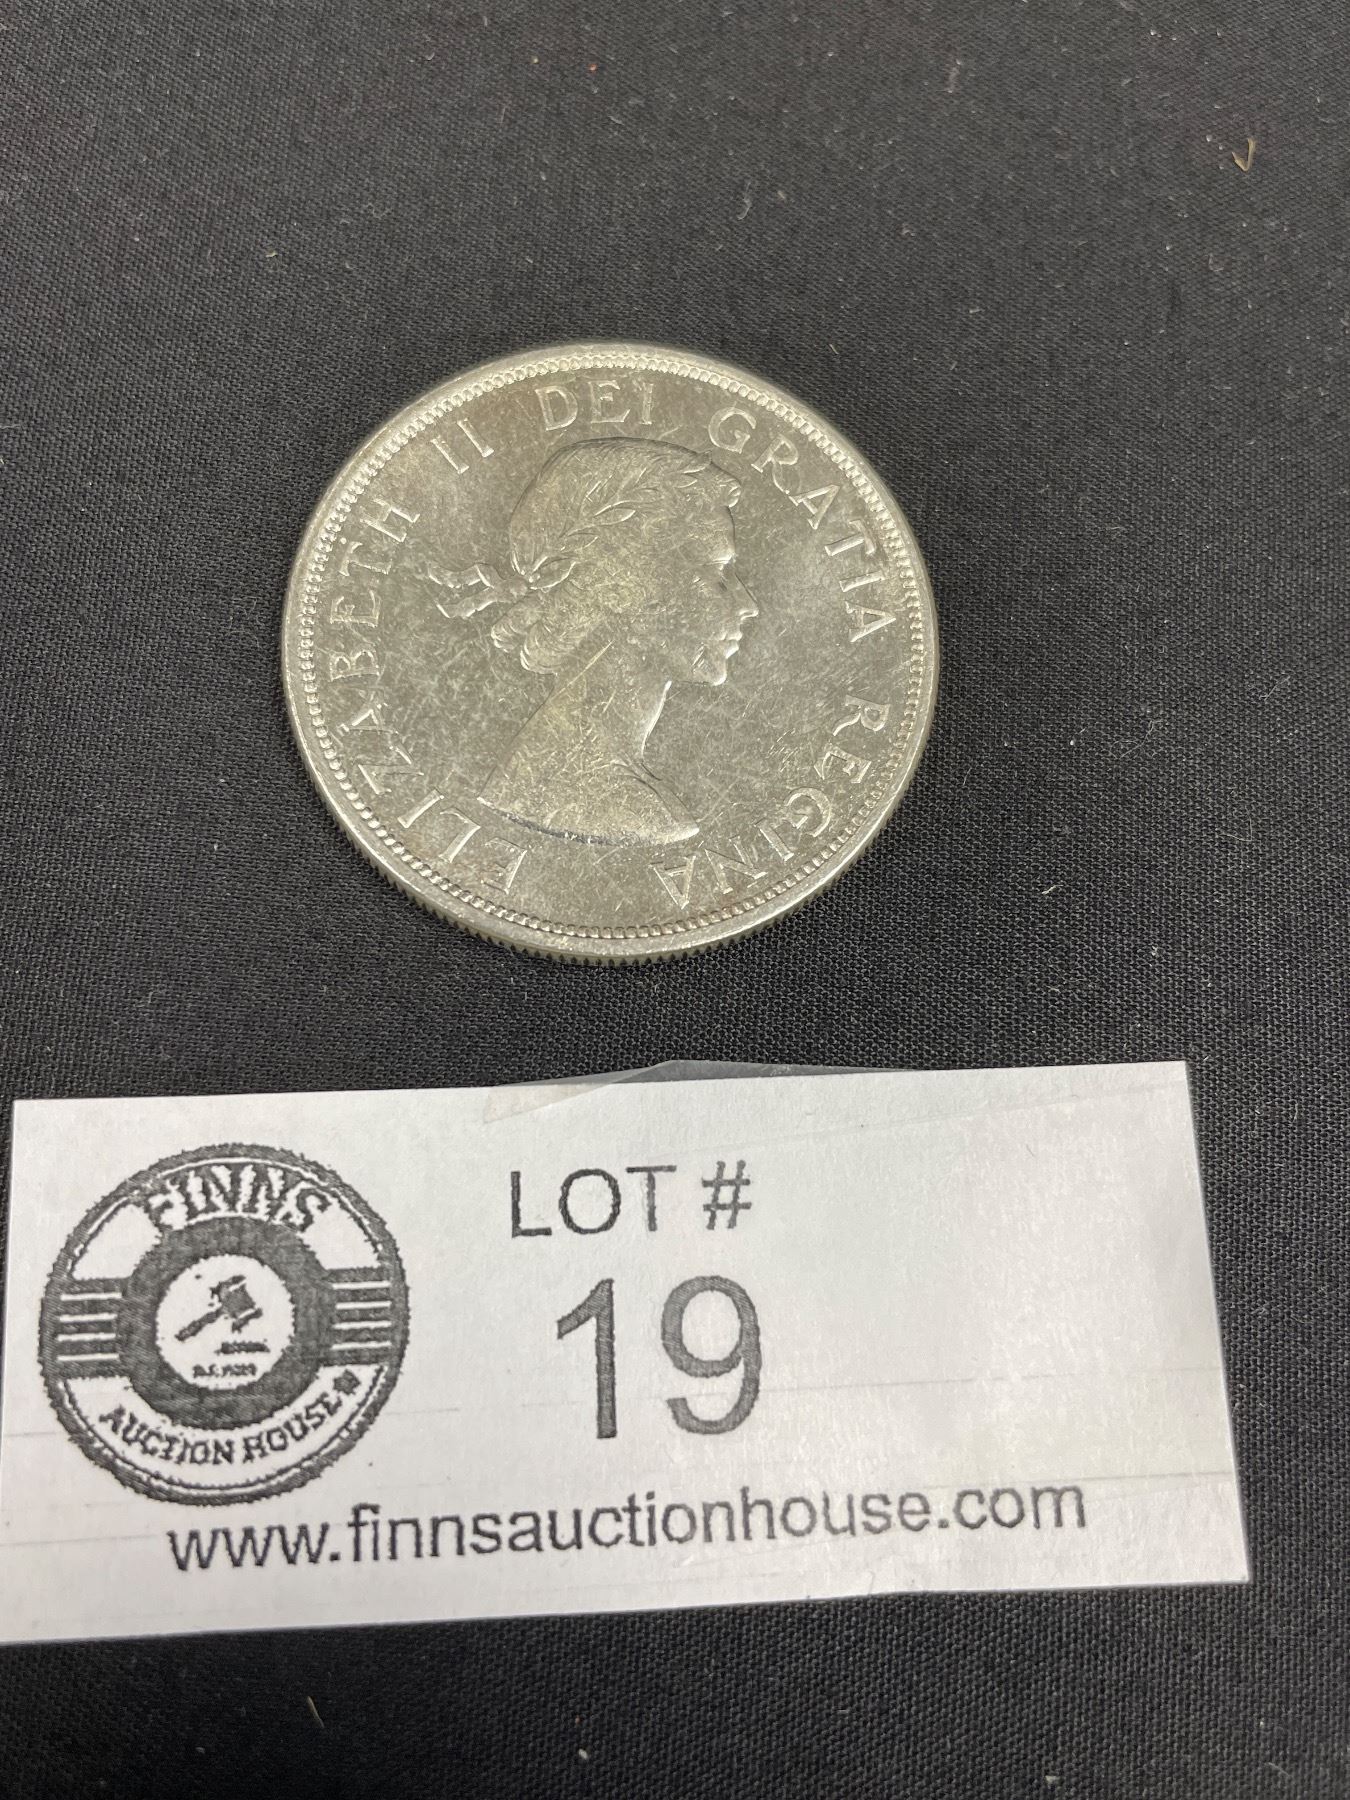 ELIZABETH II DEI GRATIA REGINA
FINNS
AUCTION HOUSE
LOT #
19
www.finnsauctionhouse.com